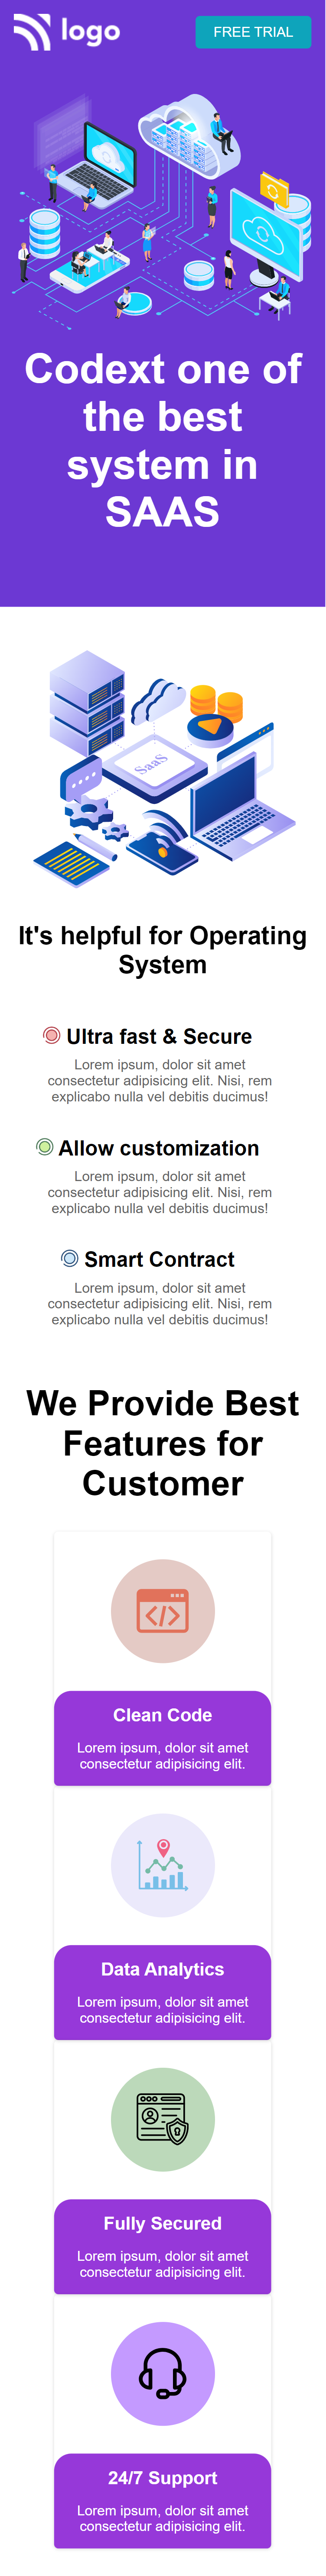 logo
FREE TRIAL
Codext one of
the best
system in
SAAS
SaaS
It's helpful for Operating
System
Ultra fast & Secure
Lorem ipsum, dolor sit amet
consectetur adipisicing elit. Nisi, rem
explicabo nulla vel debitis ducimus!
Allow customization
Lorem ipsum, dolor sit amet
consectetur adipisicing elit. Nisi, rem
explicabo nulla vel debitis ducimus!
Smart Contract
Lorem ipsum, dolor sit amet
consectetur adipisicing elit. Nisi, rem
explicabo nulla vel debitis ducimus!
We Provide Best
Features for
Customer
Clean Code
Lorem ipsum, dolor sit amet
consectetur adipisicing elit.
Data Analytics
Lorem ipsum, dolor sit amet
consectetur adipisicing elit.
Fully Secured
Lorem ipsum, dolor sit amet
consectetur adipisicing elit.
24/7 Support
Lorem ipsum, dolor sit amet
consectetur adipisicing elit.